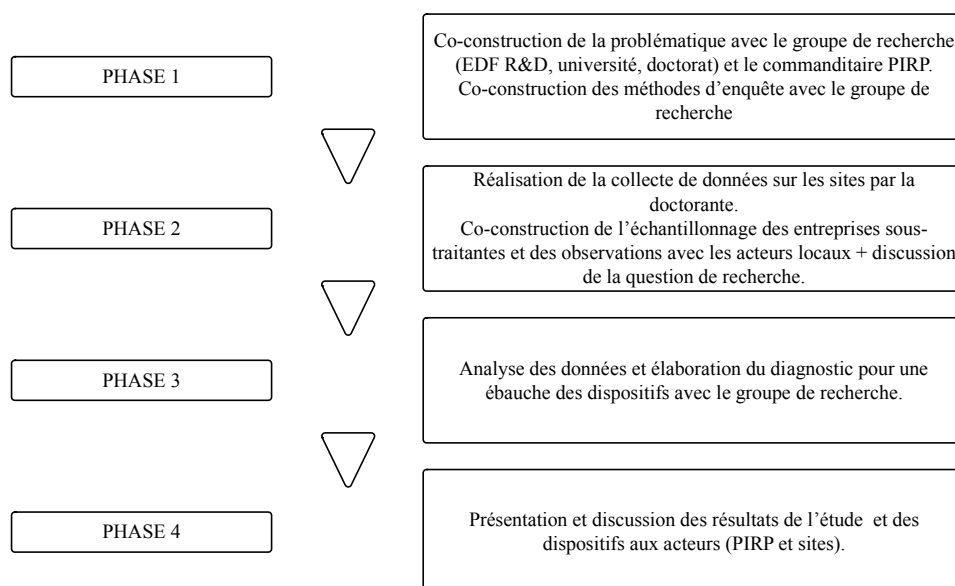 PHASE 1
Co-construction de la problématique avec le groupe de recherche
(EDF R&D, université, doctorat) et le commanditaire PIRP.
Co-construction des méthodes d’enquête avec le groupe de
recherche
PHASE 2
Réalisation de la collecte de données sur les sites par la
doctorante.
Co-construction de l’échantillonnage des entreprises sous-
traitantes et des observations avec les acteurs locaux + discussion
de la question de recherche.
PHASE 3
Analyse des données et élaboration du diagnostic pour une
ébauche des dispositifs avec le groupe de recherche.
PHASE 4
Présentation et discussion des résultats de l’étude et des
dispositifs aux acteurs (PIRP et sites).